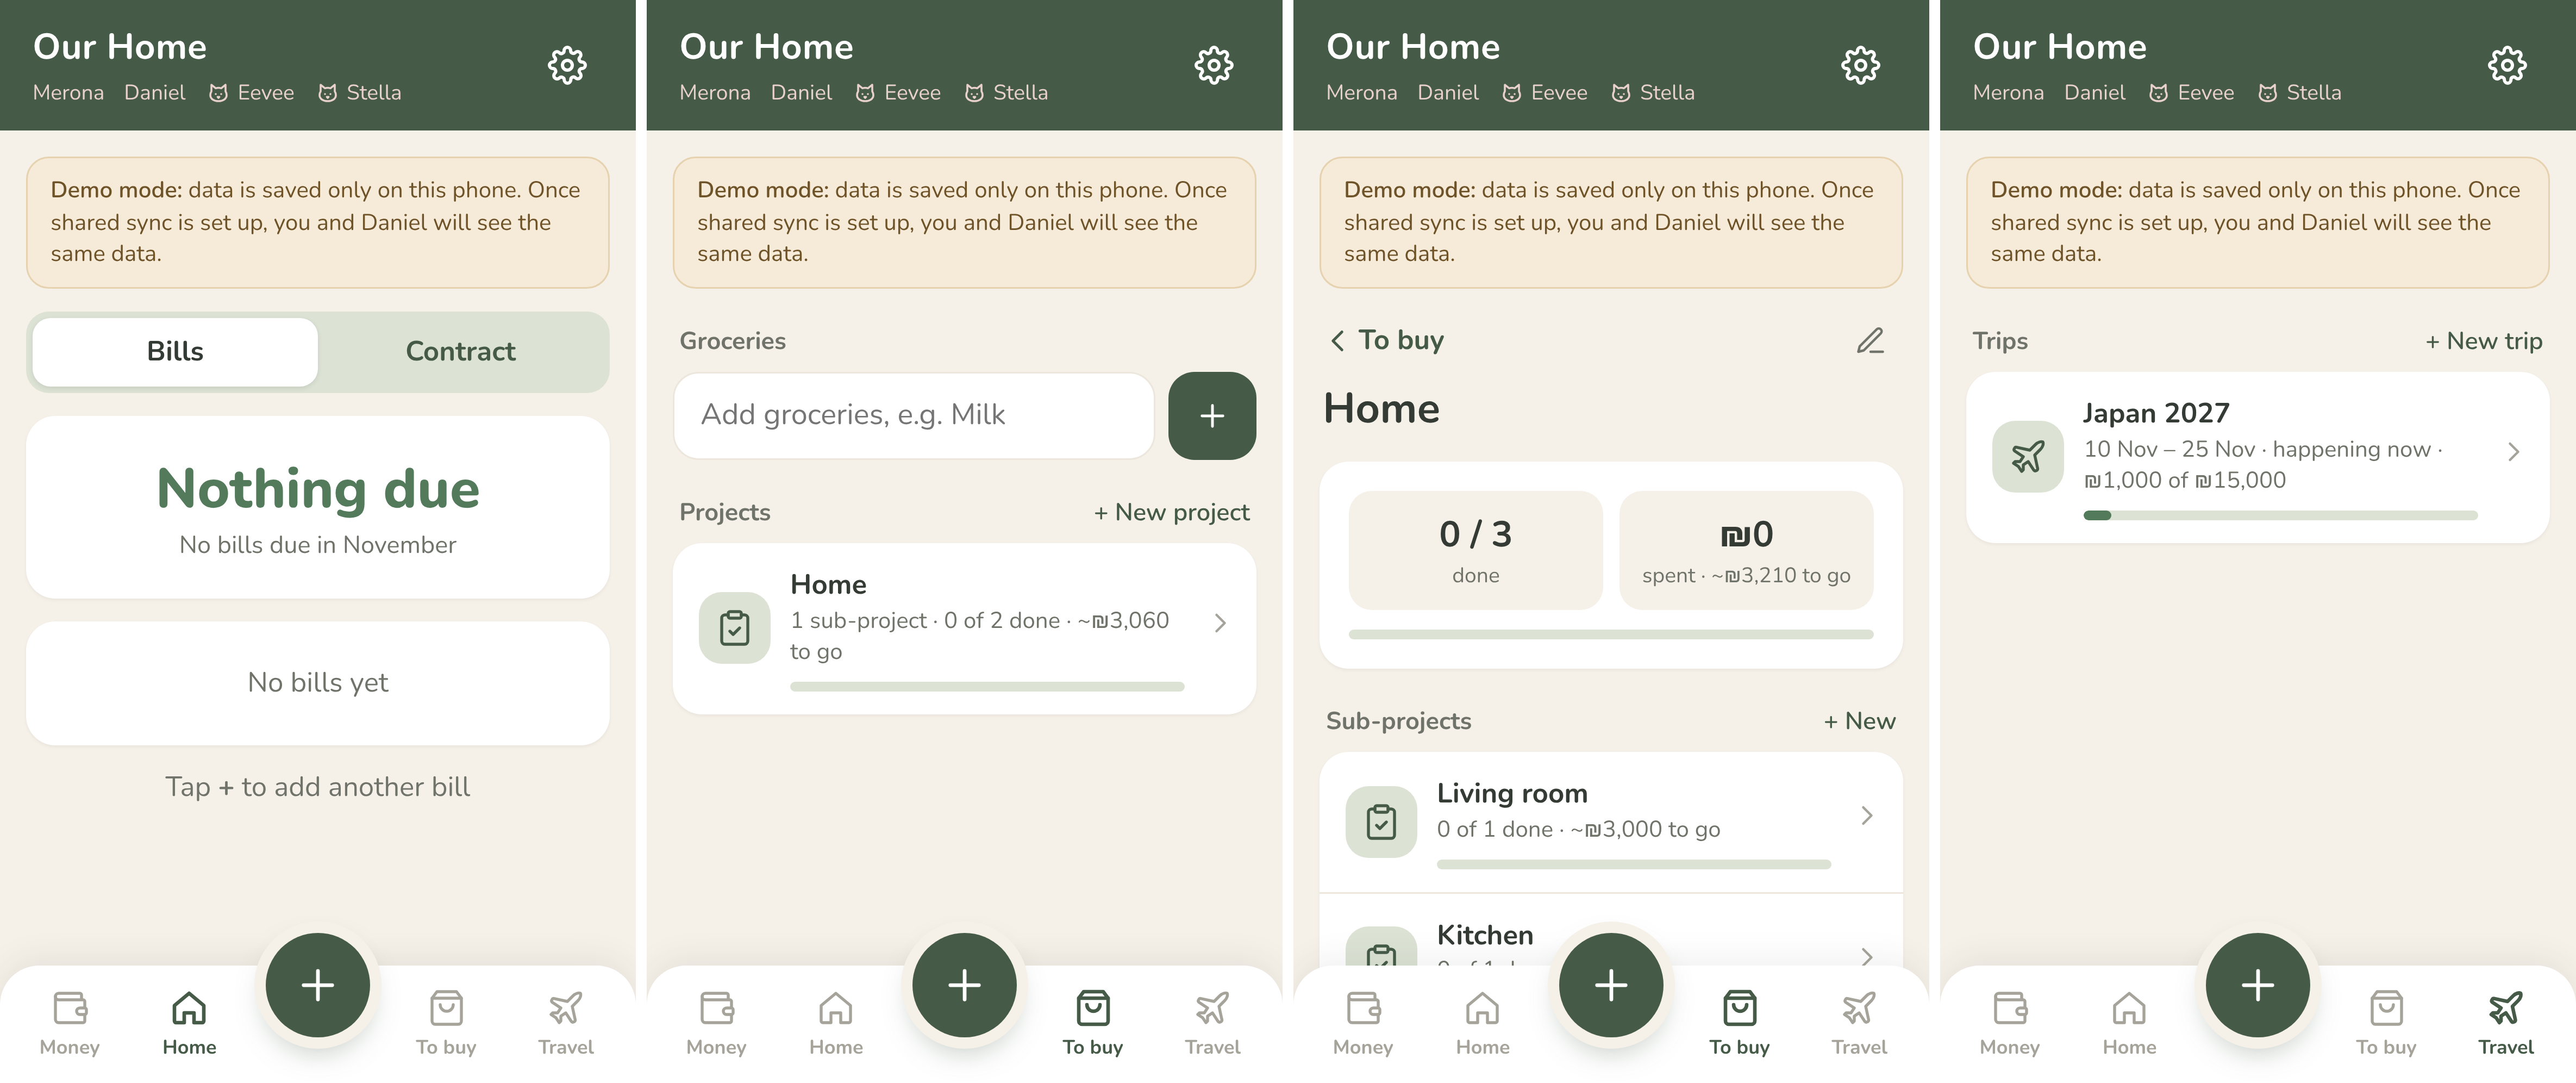 Our Home
Merona Daniel Eevee Stella
Demo mode: data is saved only on this phone. Once
shared sync is set up, you and Daniel will see the
same data.
Bills Contract
Nothing due
No bills due in November
No bills yet
Tap + to add another bill
Money Home To buy Travel
Our Home
Merona Daniel Eevee Stella
Demo mode: data is saved only on this phone. Once
shared sync is set up, you and Daniel will see the
same data.
Groceries
Add groceries, e.g. Milk
Projects + New project
Home
1 sub-project · 0 of 2 done · ~₪3,060
to go
Money Home To buy Travel
Our Home
Merona Daniel Eevee Stella
Demo mode: data is saved only on this phone. Once
shared sync is set up, you and Daniel will see the
same data.
To buy
Home
0 / 3 ₪0
done spent · ~₪3,210 to go
Sub-projects + New
Living room
0 of 1 done · ~₪3,000 to go
Kitchen
Money Home To buy Travel
Our Home
Merona Daniel Eevee Stella
Demo mode: data is saved only on this phone. Once
shared sync is set up, you and Daniel will see the
same data.
Trips + New trip
Japan 2027
10 Nov – 25 Nov · happening now ·
₪1,000 of ₪15,000
Money Home To buy Travel